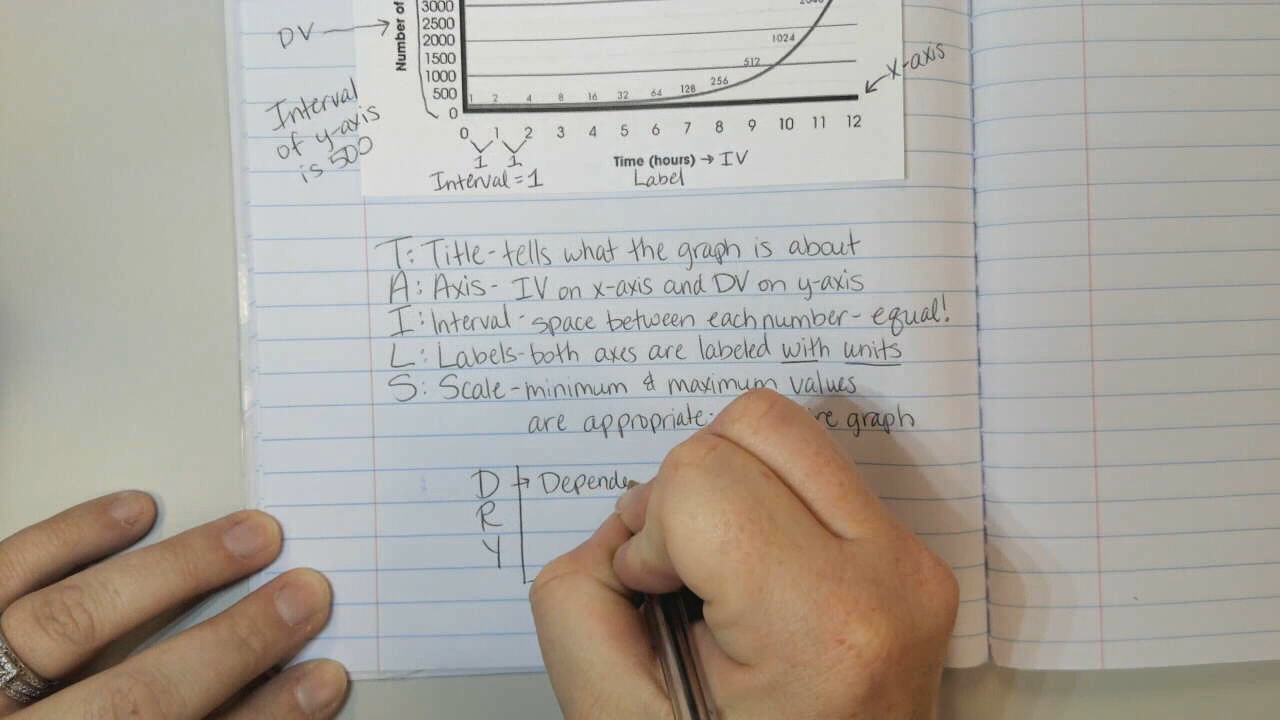 3000
2500
2000
1500
1000
500
0
Number of
DV
Interval
of y-axis
is 500
1 2 4 8 16 32 64 128 256 512 1024
x-axis
0 1 2 3 4 5 6 7 8 9 10 11 12
1 1
Time (hours) → IV
Interval = 1
Label
T: Title - tells what the graph is about
A: Axis - IV on x-axis and DV on y-axis
I: Interval - space between each number - equal!
L: Labels - both axes are labeled with units
S: Scale - minimum & maximum values
are appropriate: graph
D → Depende
R
Y